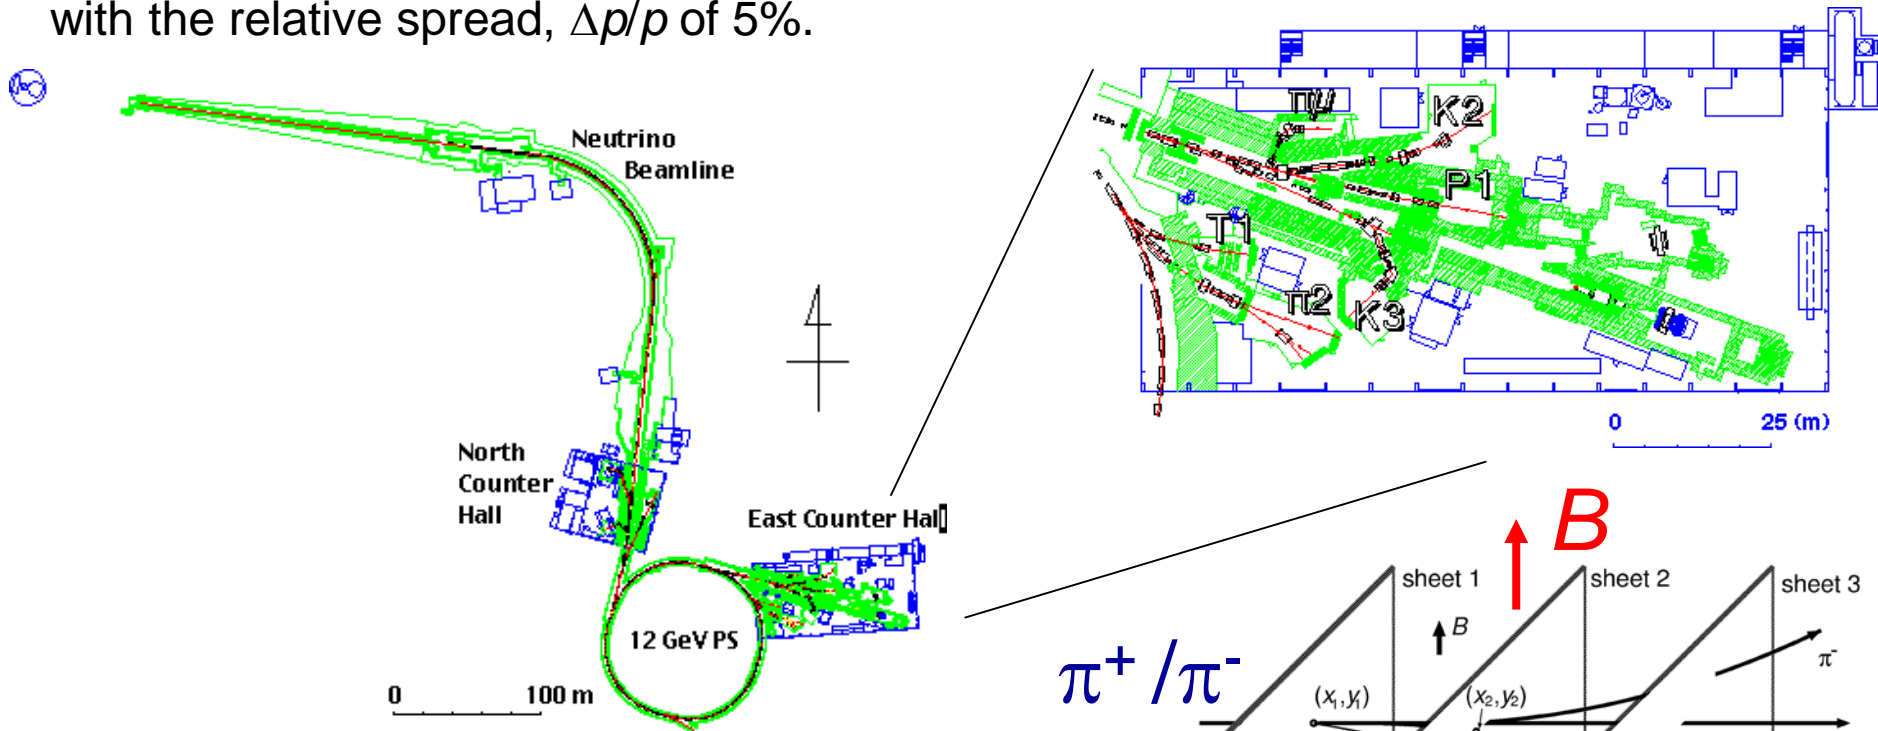 with the relative spread, Δp/p of 5%.
Neutrino
Beamline
North
Counter
Hall
East Counter Hall
12 GeV PS
0 100 m
πμ
K2
P1
T1
π2
K3
0 25 (m)
B
sheet 1
sheet 2
sheet 3
B
π⁺ /π⁻
π⁻
(x₁,y₁)
(x₂,y₂)